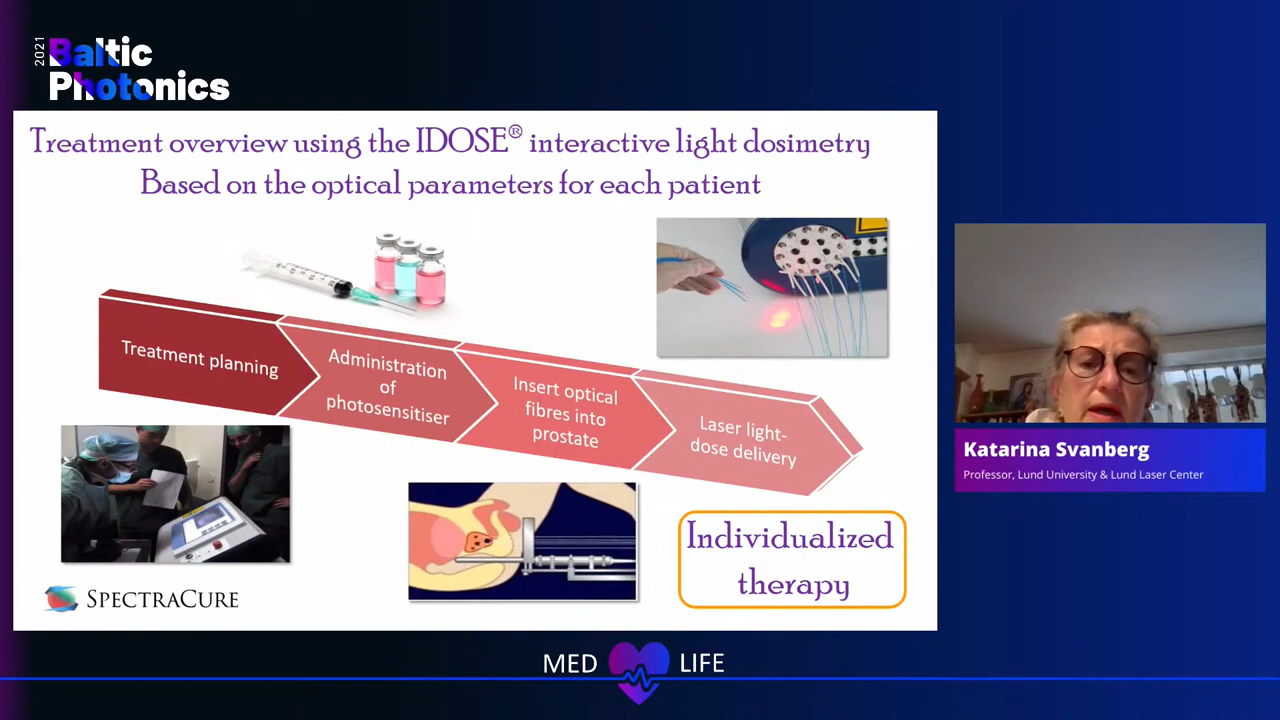 2021
Baltic
Photonics
Treatment overview using the IDOSE® interactive light dosimetry
Based on the optical parameters for each patient
Treatment planning
Administration
of
photosensitiser
Insert optical
fibres into
prostate
Laser light-
dose delivery
Individualized
therapy
SPECTRACURE
Katarina Svanberg
Professor, Lund University & Lund Laser Center
MED LIFE